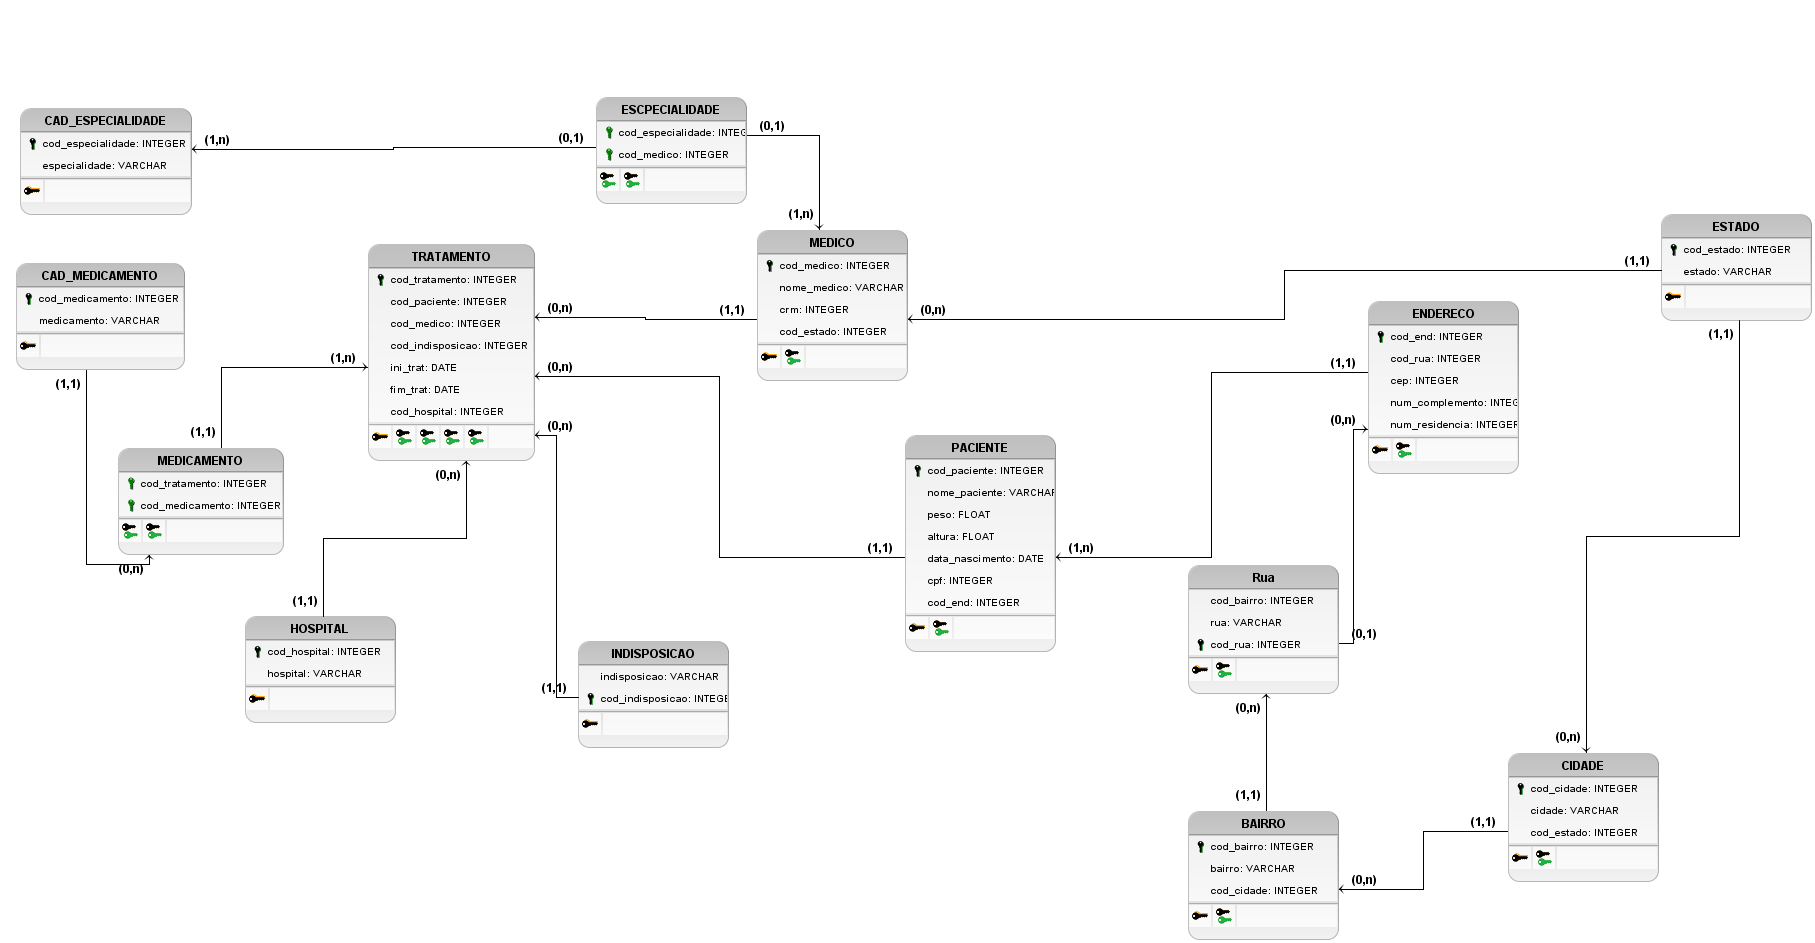 CAD_ESPECIALIDADE
cod_especialidade: INTEGER
especialidade: VARCHAR
(1,n)
(0,1)
ESCPECIALIDADE
cod_especialidade: INTEG
cod_medico: INTEGER
(0,1)
(1,n)
MEDICO
cod_medico: INTEGER
nome_medico: VARCHAR
crm: INTEGER
cod_estado: INTEGER
(1,1)
(0,n)
(1,1)
ESTADO
cod_estado: INTEGER
estado: VARCHAR
(1,1)
CAD_MEDICAMENTO
cod_medicamento: INTEGER
medicamento: VARCHAR
(1,1)
TRATAMENTO
cod_tratamento: INTEGER
cod_paciente: INTEGER
cod_medico: INTEGER
cod_indisposicao: INTEGER
ini_trat: DATE
fim_trat: DATE
cod_hospital: INTEGER
(0,n)
(0,n)
(0,n)
(1,n)
(0,n)
(1,1)
MEDICAMENTO
cod_tratamento: INTEGER
cod_medicamento: INTEGER
(0,n)
(1,1)
HOSPITAL
cod_hospital: INTEGER
hospital: VARCHAR
(1,1)
INDISPOSICAO
indisposicao: VARCHAR
cod_indisposicao: INTEGE
(1,1)
PACIENTE
cod_paciente: INTEGER
nome_paciente: VARCHAR
peso: FLOAT
altura: FLOAT
data_nascimento: DATE
cpf: INTEGER
cod_end: INTEGER
(1,n)
(1,1)
ENDERECO
cod_end: INTEGER
cod_rua: INTEGER
cep: INTEGER
num_complemento: INTEG
num_residencia: INTEGER
(0,n)
(0,1)
Rua
cod_bairro: INTEGER
rua: VARCHAR
cod_rua: INTEGER
(0,n)
(1,1)
BAIRRO
cod_bairro: INTEGER
bairro: VARCHAR
cod_cidade: INTEGER
(0,n)
(1,1)
(0,n)
CIDADE
cod_cidade: INTEGER
cidade: VARCHAR
cod_estado: INTEGER